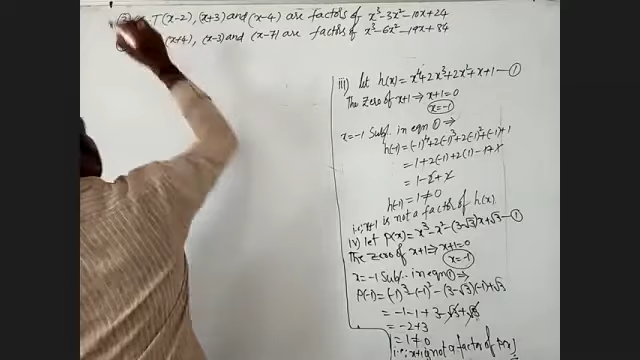 (x-2), (x+3) and (x-4) are factors of x³-3x²-10x+24
(x+4), (x-3) and (x-7) are factors of x³-6x²-19x+84
iii) let h(x) = x⁴+2x³+2x²+x+1 —①
The zero of x+1 ⇒ x+1=0
x=-1
x=-1 Subs. in eqn ① ⇒
h(-1) = (-1)⁴+2(-1)³+2(-1)²+(-1)+1
= 1+2(-1)+2(1)-1+1
= 1-2+2
h(-1) = 1 ≠ 0
i.e; x+1 is not a factor of h(x)
iv) let P(x) = x³-x²-(3-√3)x+√3 —①
The zero of x+1 ⇒ x+1=0
x=-1
x=-1 Subs. in eqn ① ⇒
P(-1) = (-1)³-(-1)²-(3-√3)(-1)+√3
= -1-1+3-√3+√3
= -2+3
= 1 ≠ 0
i.e; x+1 is not a factor of P(x)